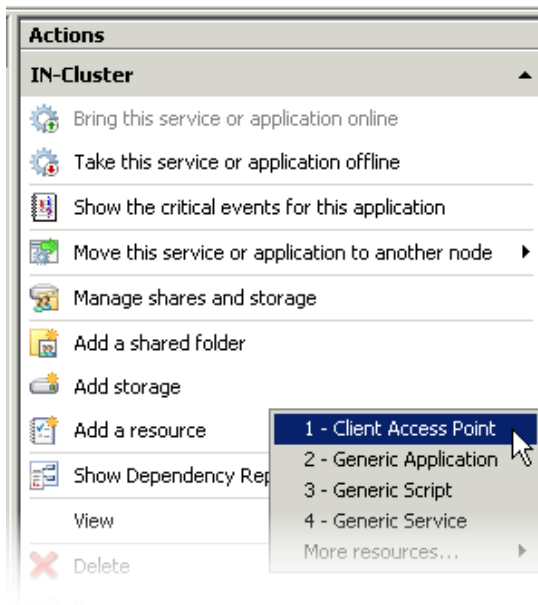 Actions
IN-Cluster
Bring this service or application online
Take this service or application offline
Show the critical events for this application
Move this service or application to another node
Manage shares and storage
Add a shared folder
Add storage
Add a resource
1 - Client Access Point
2 - Generic Application
3 - Generic Script
4 - Generic Service
More resources...
Show Dependency Rep
View
Delete